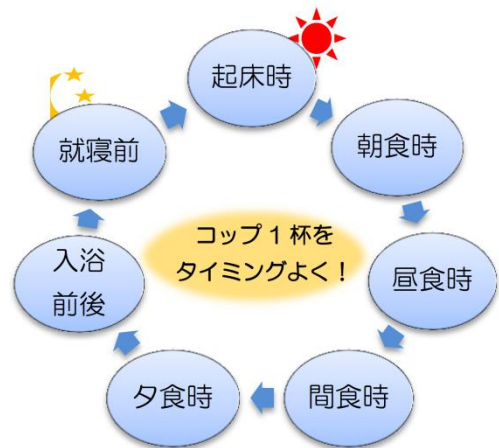 起床時
朝食時
昼食時
間食時
夕食時
入浴
前後
就寝前
コップ1杯を
タイミングよく!